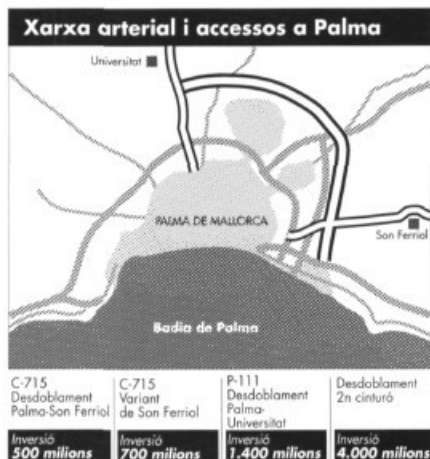 Xarxa arterial i accessos a Palma
Universitat
PALMA DE MALLORCA
Son Ferriol
Badia de Palma
C-715
Desdoblament
Palma-Son Ferriol
Inversió
500 milions
C-715
Variant
de Son Ferriol
Inversió
700 milions
P-111
Desdoblament
Palma-
Universitat
Inversió
1.400 milions
Desdoblament
2n cinturó
Inversió
4.000 milions